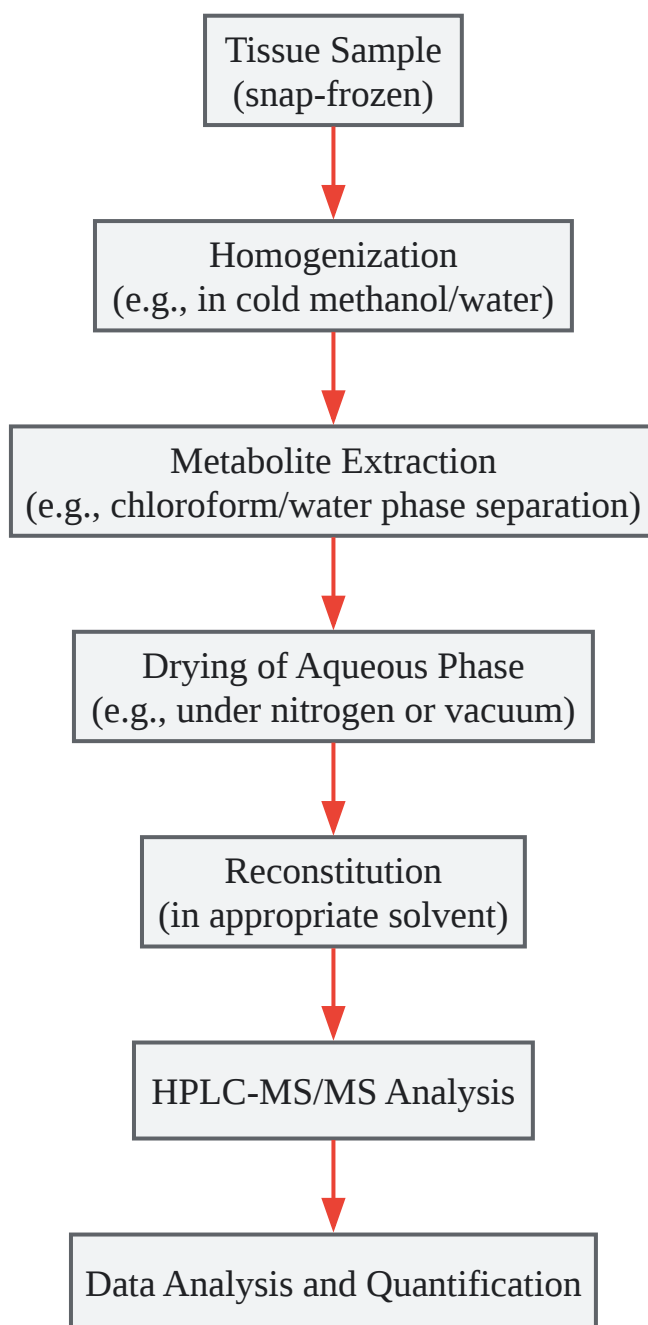 Tissue Sample
(snap-frozen)
Homogenization
(e.g., in cold methanol/water)
Metabolite Extraction
(e.g., chloroform/water phase separation)
Drying of Aqueous Phase
(e.g., under nitrogen or vacuum)
Reconstitution
(in appropriate solvent)
HPLC-MS/MS Analysis
Data Analysis and Quantification